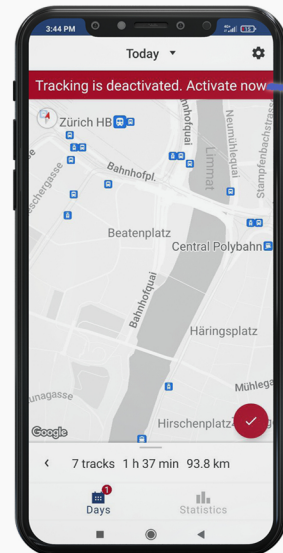 3:44 PM
Today
Tracking is deactivated. Activate now
Zürich HB
Bahnhofquai
Neumühlequai
Stampfenbachstrasse
Limmat
Bahnhofpl.
Beatenplatz
Central Polybahn
Bahnhofquai
Häringsplatz
Mühlega
unagasse
Hirschenplatz
Google
7 tracks 1 h 37 min 93.8 km
1
Days
Statistics